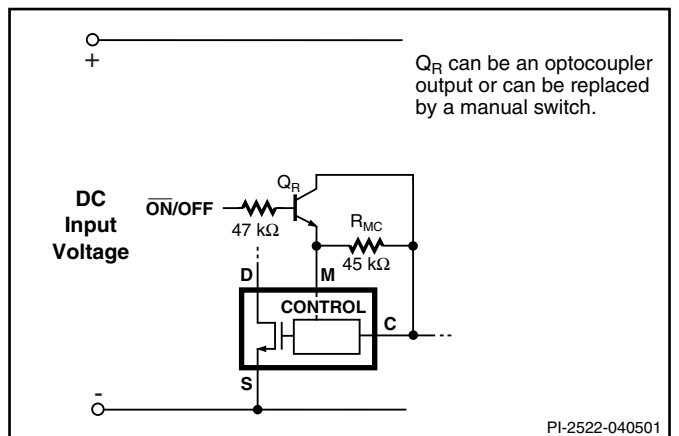 +
Q_R can be an optocoupler
output or can be replaced
by a manual switch.
Q_R
DC
Input
Voltage
O̅N̅/OFF
47 kΩ
R_MC
45 kΩ
D
M
CONTROL
C
S
-
PI-2522-040501